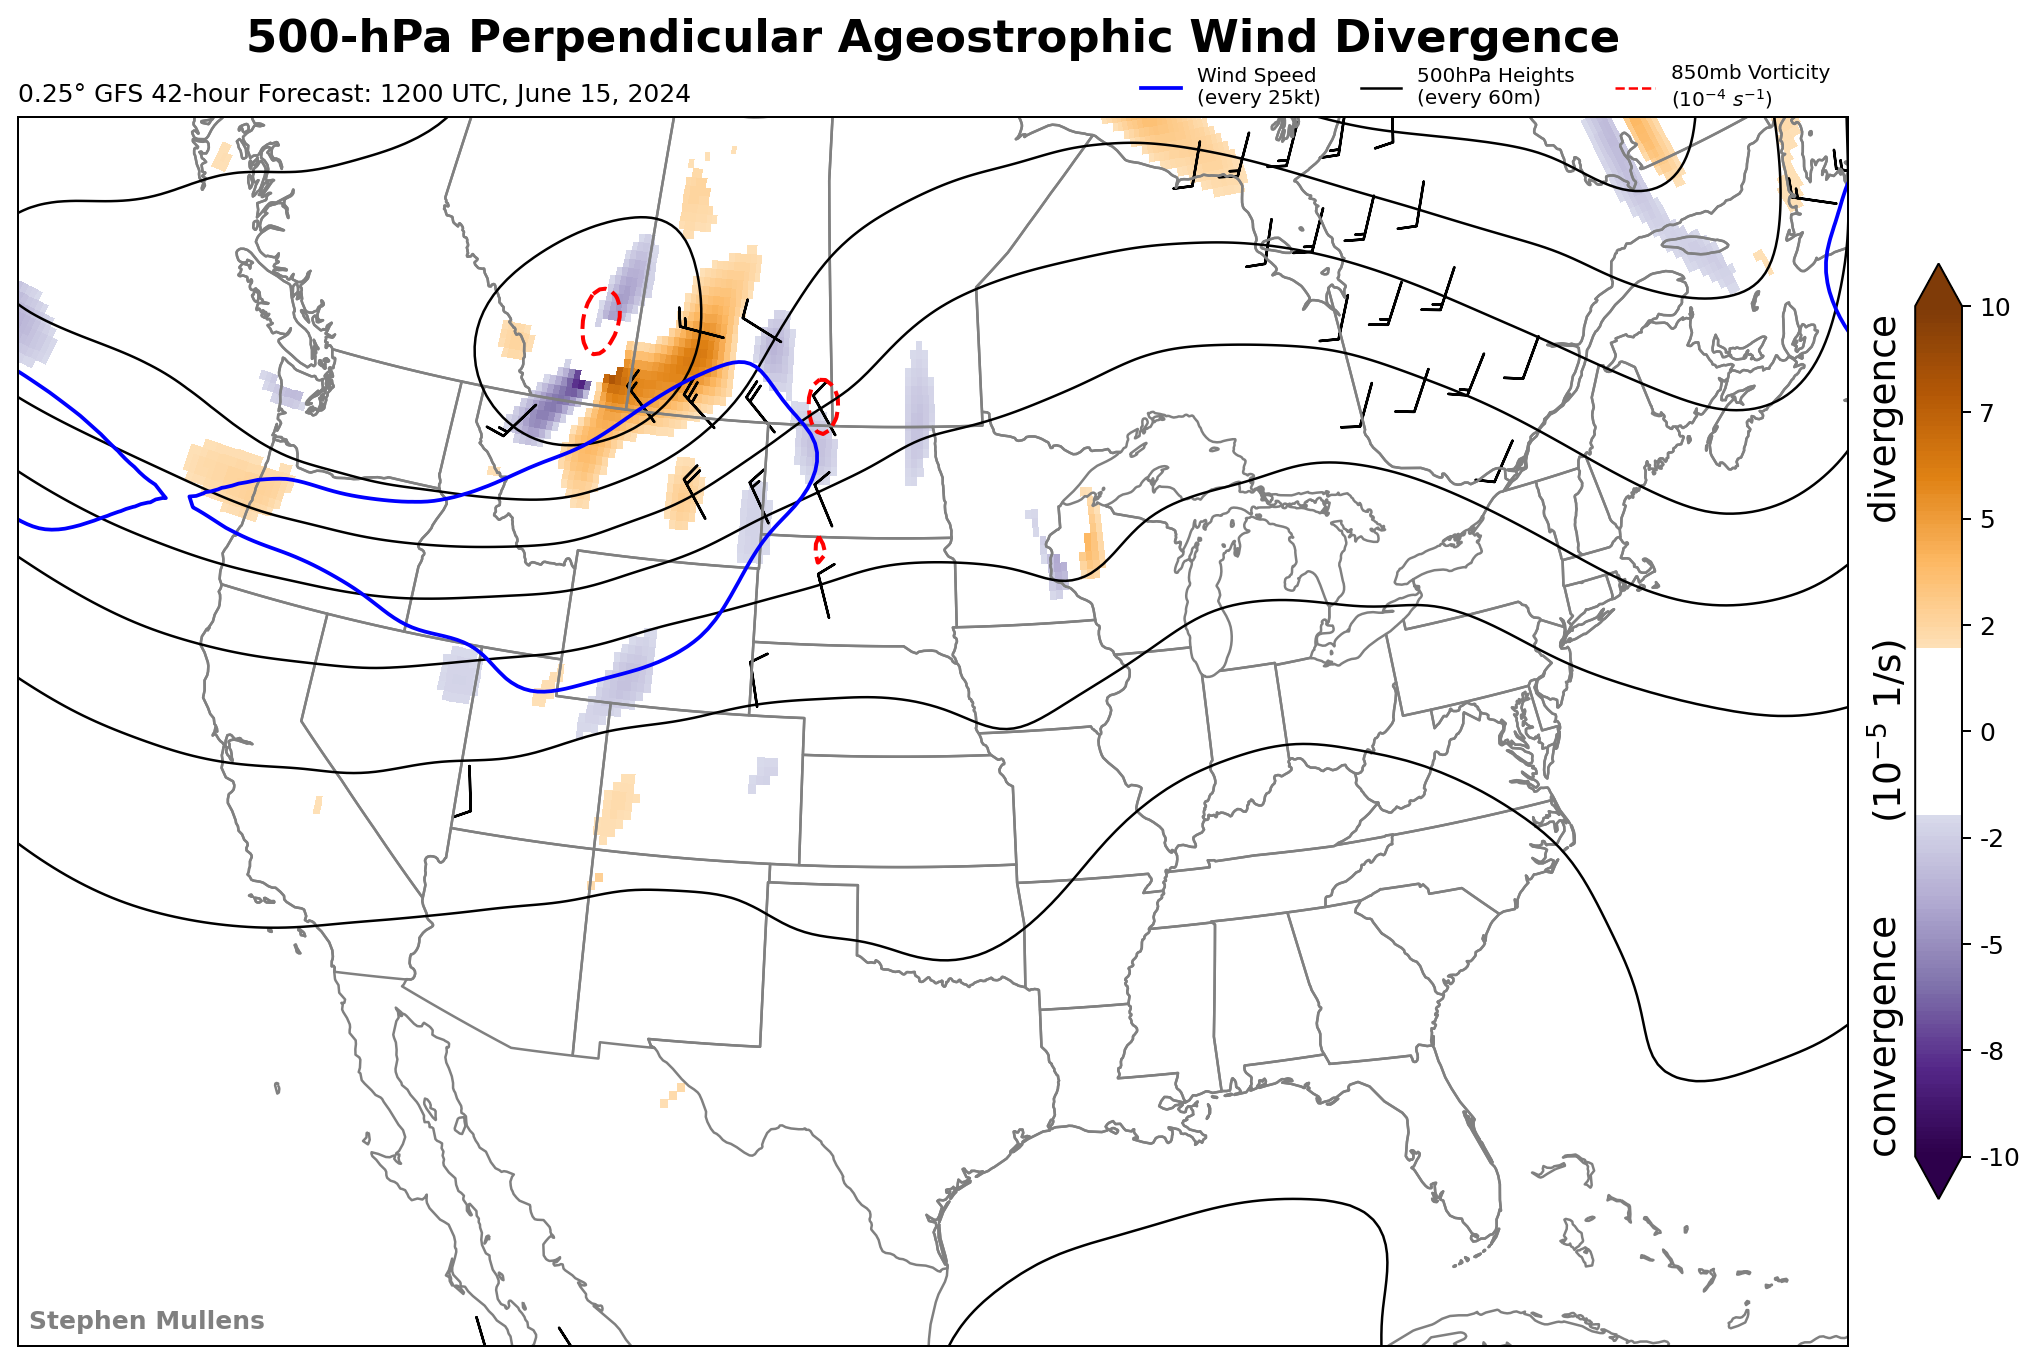 500-hPa Perpendicular Ageostrophic Wind Divergence
0.25° GFS 42-hour Forecast: 1200 UTC, June 15, 2024
Wind Speed
(every 25kt)
500hPa Heights
(every 60m)
850mb Vorticity
(10⁻⁴ s⁻¹)
10
7
5
2
0
-2
-5
-8
-10
convergence (10⁻⁵ 1/s) divergence
Stephen Mullens